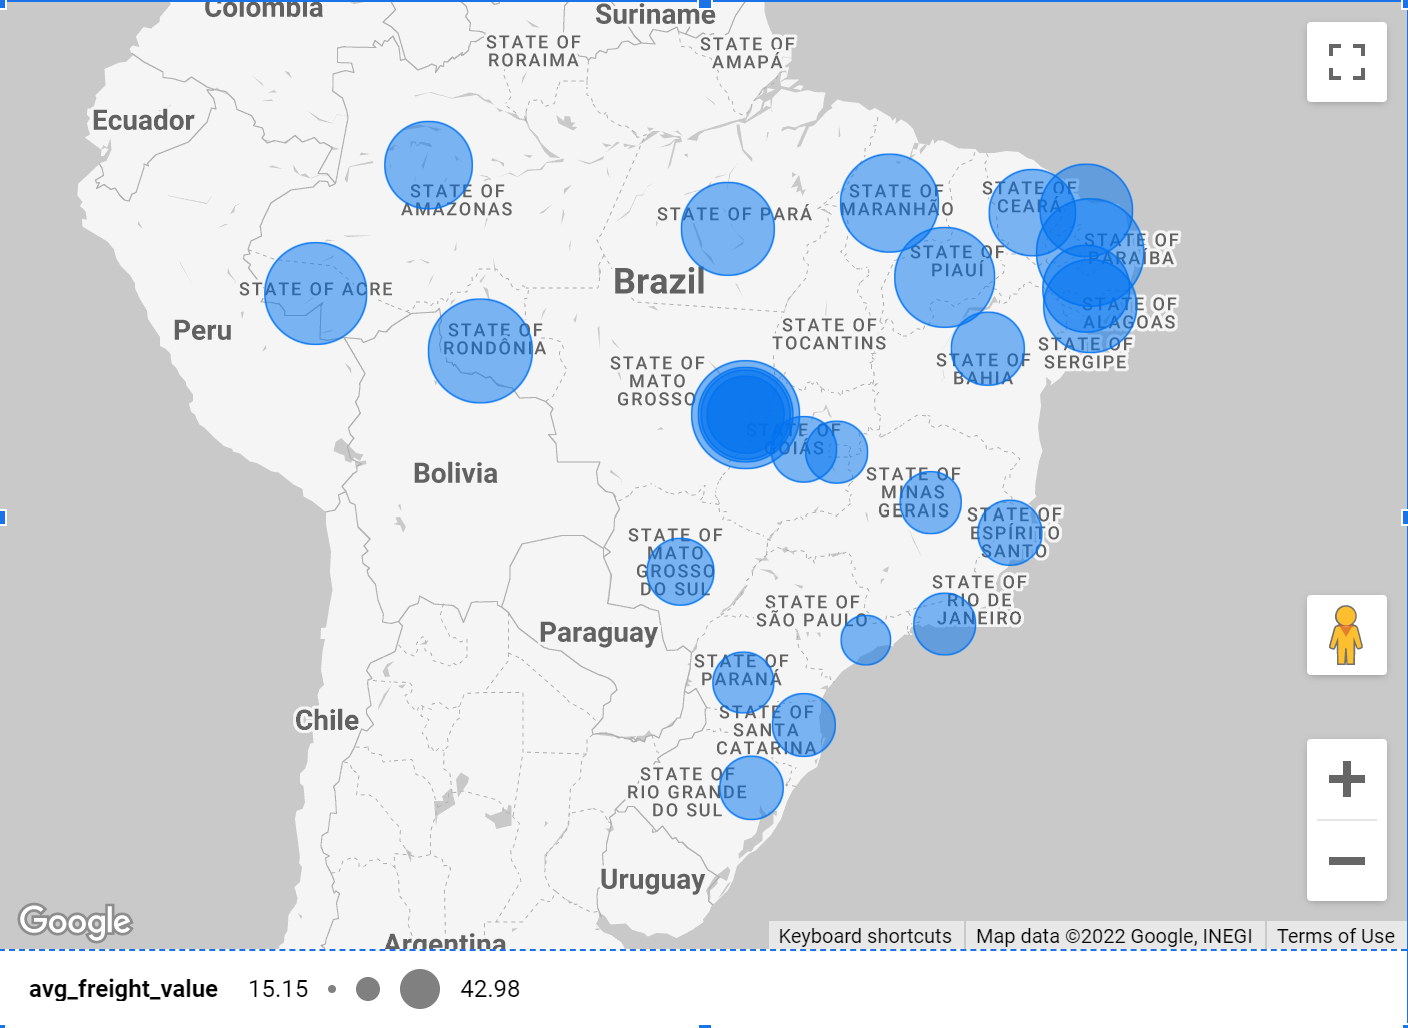 Colombia
Suriname
STATE OF
RORAIMA
STATE OF
AMAPÁ
Ecuador
STATE OF
AMAZONAS
STATE OF PARÁ
STATE OF
MARANHÃO
STATE OF
CEARÁ
STATE OF
PARAÍBA
STATE OF
PIAUÍ
Brazil
STATE OF ACRE
Peru
STATE OF
RONDÔNIA
STATE OF
TOCANTINS
STATE OF
ALAGOAS
STATE OF
SERGIPE
STATE OF
BAHIA
STATE OF
MATO
GROSSO
STATE OF
GOIÁS
Bolivia
STATE OF
MINAS
GERAIS
STATE OF
ESPÍRITO
SANTO
STATE OF
MATO
GROSSO
DO SUL
STATE OF
RIO DE
JANEIRO
STATE OF
SÃO PAULO
Paraguay
STATE OF
PARANÁ
STATE OF
SANTA
CATARINA
Chile
STATE OF
RIO GRANDE
DO SUL
Uruguay
Argentina
Google
Keyboard shortcuts
Map data ©2022 Google, INEGI
Terms of Use
avg_freight_value 15.15 42.98